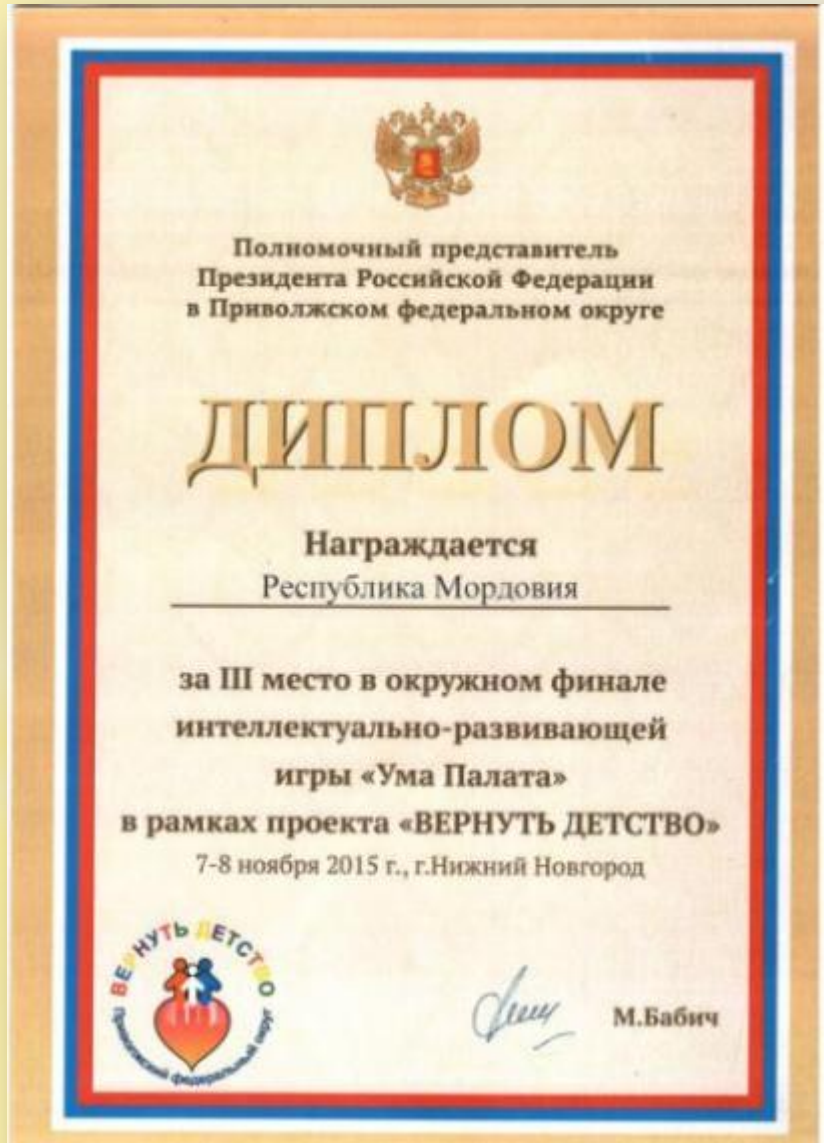 Полномочный представитель
Президента Российской Федерации
в Приволжском федеральном округе
ДИПЛОМ
Награждается
Республика Мордовия
за III место в окружном финале
интеллектуально-развивающей
игры «Ума Палата»
в рамках проекта «ВЕРНУТЬ ДЕТСТВО»
7-8 ноября 2015 г., г.Нижний Новгород
ВЕРНУТЬ ДЕТСТВО
Приволжский федеральный округ
М.Бабич